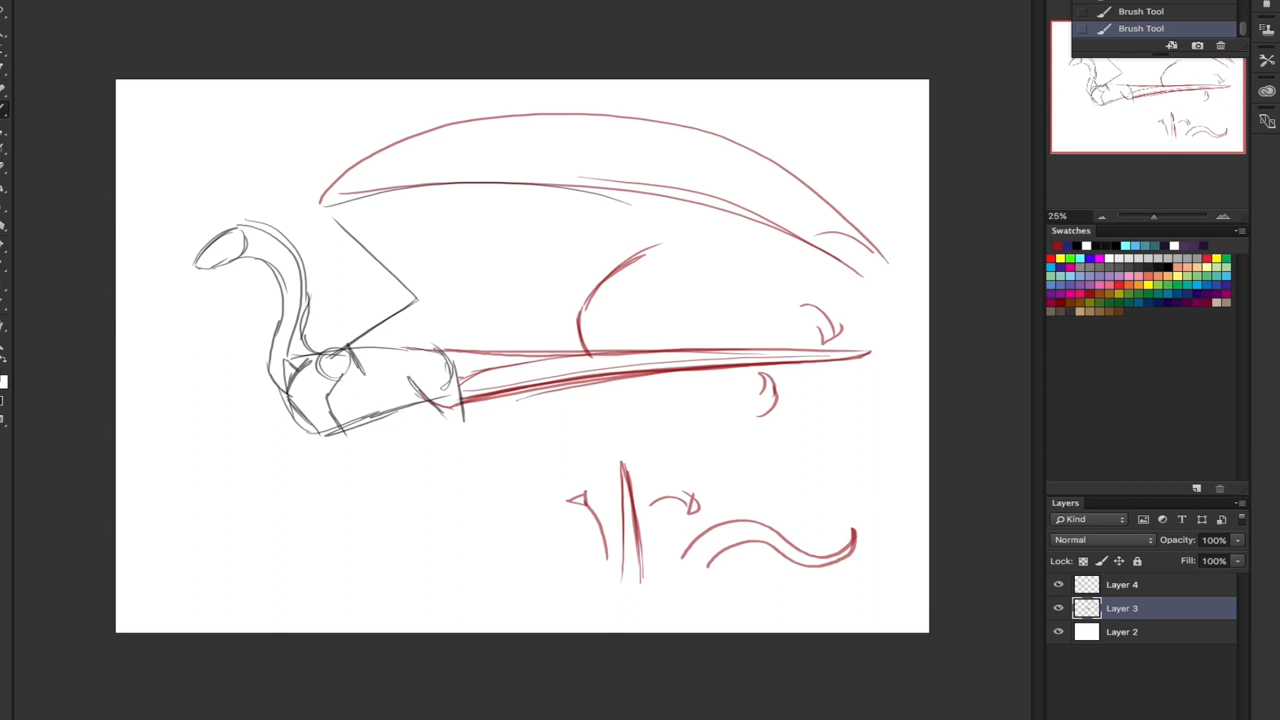 Brush Tool
Brush Tool
25%
Swatches
Layers
Kind
Normal
Opacity: 100%
Lock:
Fill: 100%
Layer 4
Layer 3
Layer 2